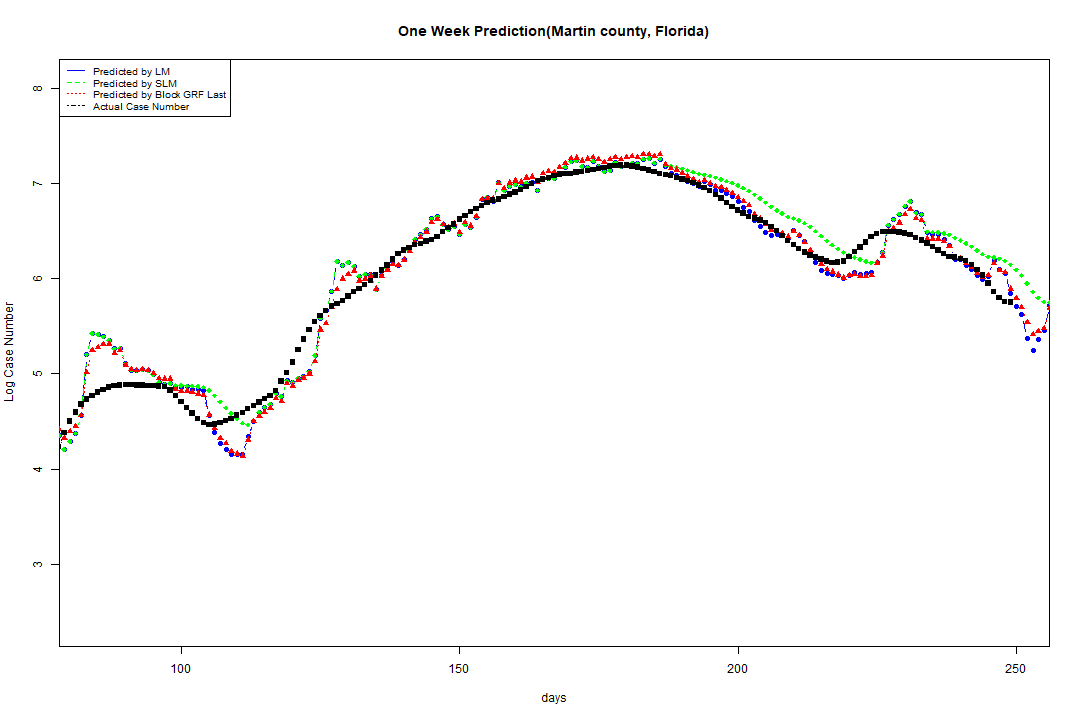 One Week Prediction(Martin county, Florida)
Predicted by LM
Predicted by SLM
Predicted by Block GRF Last
Actual Case Number
8
7
6
5
4
3
Log Case Number
100 150 200 250
days